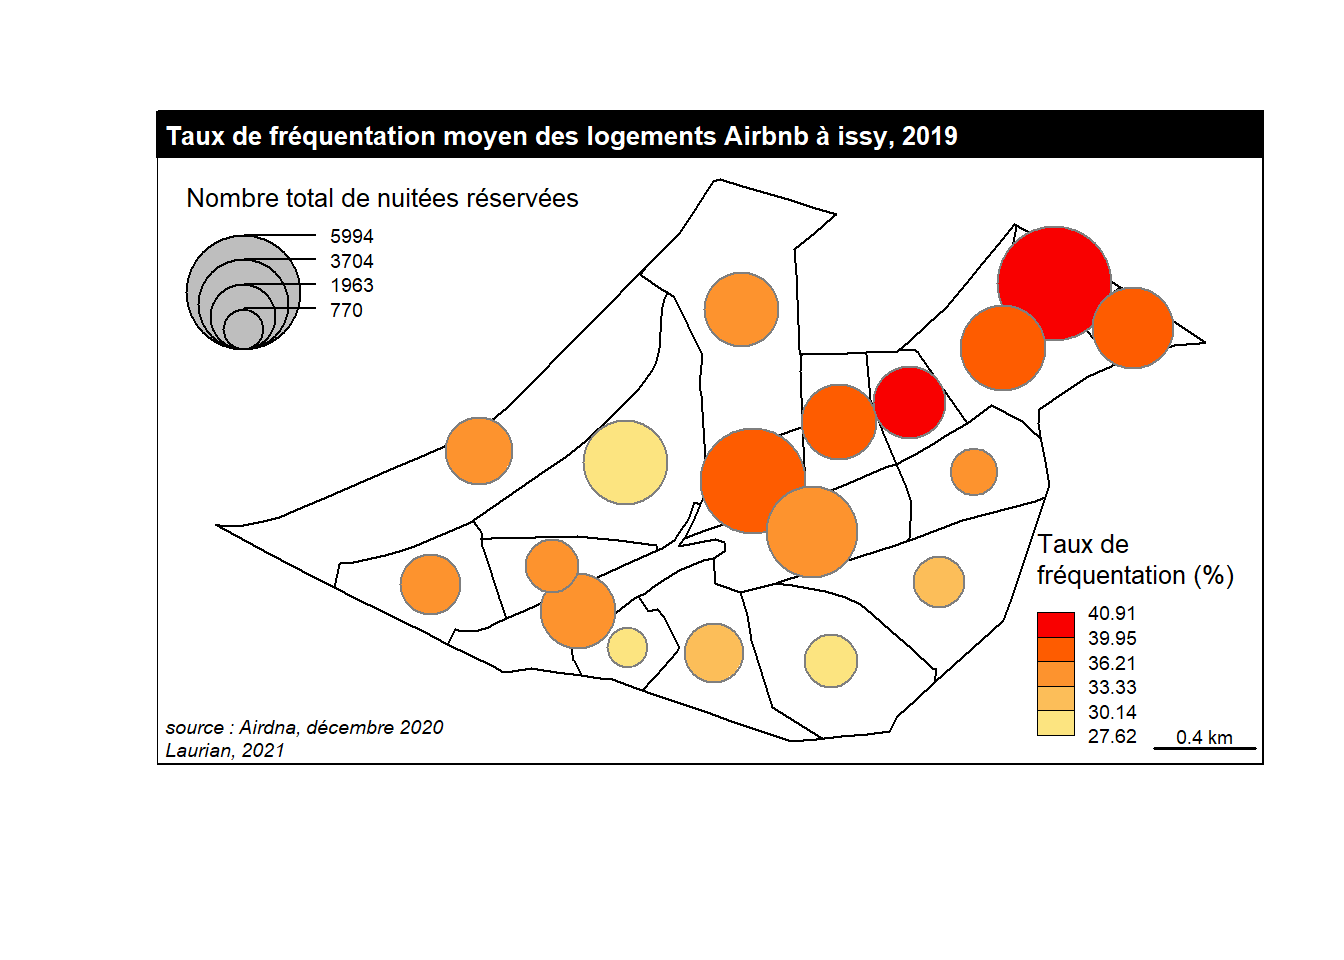 Taux de fréquentation moyen des logements Airbnb à issy, 2019
Nombre total de nuitées réservées
5994
3704
1963
770
Taux de
fréquentation (%)
40.91
39.95
36.21
33.33
30.14
27.62
0.4 km
source : Airdna, décembre 2020
Laurian, 2021